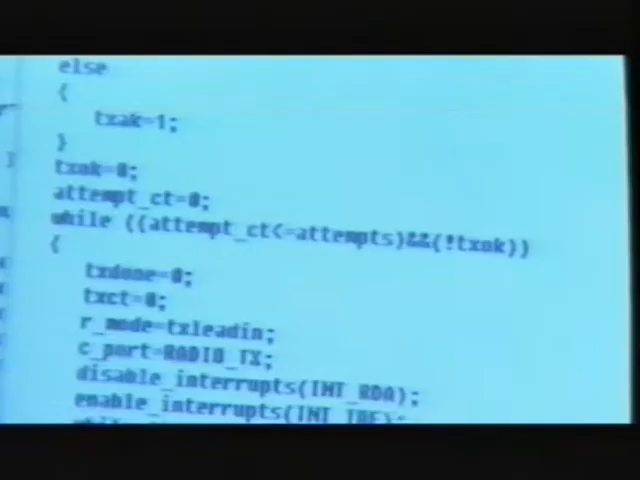 else
{
txak=1;
}
txok=0;
attempt_ct=0;
while ((attempt_ct<=attempts)&&(!txok))
{
txdone=0;
txct=0;
r_mode=txleadin;
c_port=RADIO_TX;
disable_interrupts(INT_RDA);
enable_interrupts(INT_TBE);